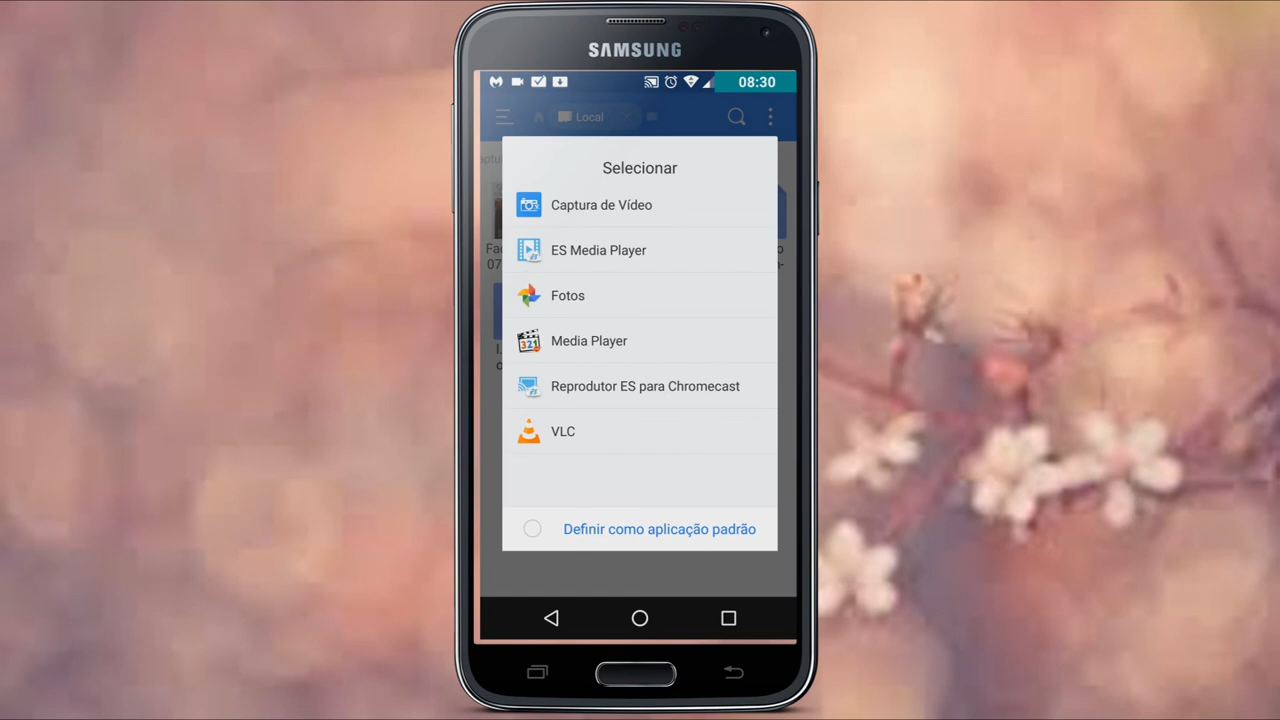 SAMSUNG
08:30
Local
Selecionar
Captura de Vídeo
ES Media Player
Fotos
Media Player
Reprodutor ES para Chromecast
VLC
Definir como aplicação padrão